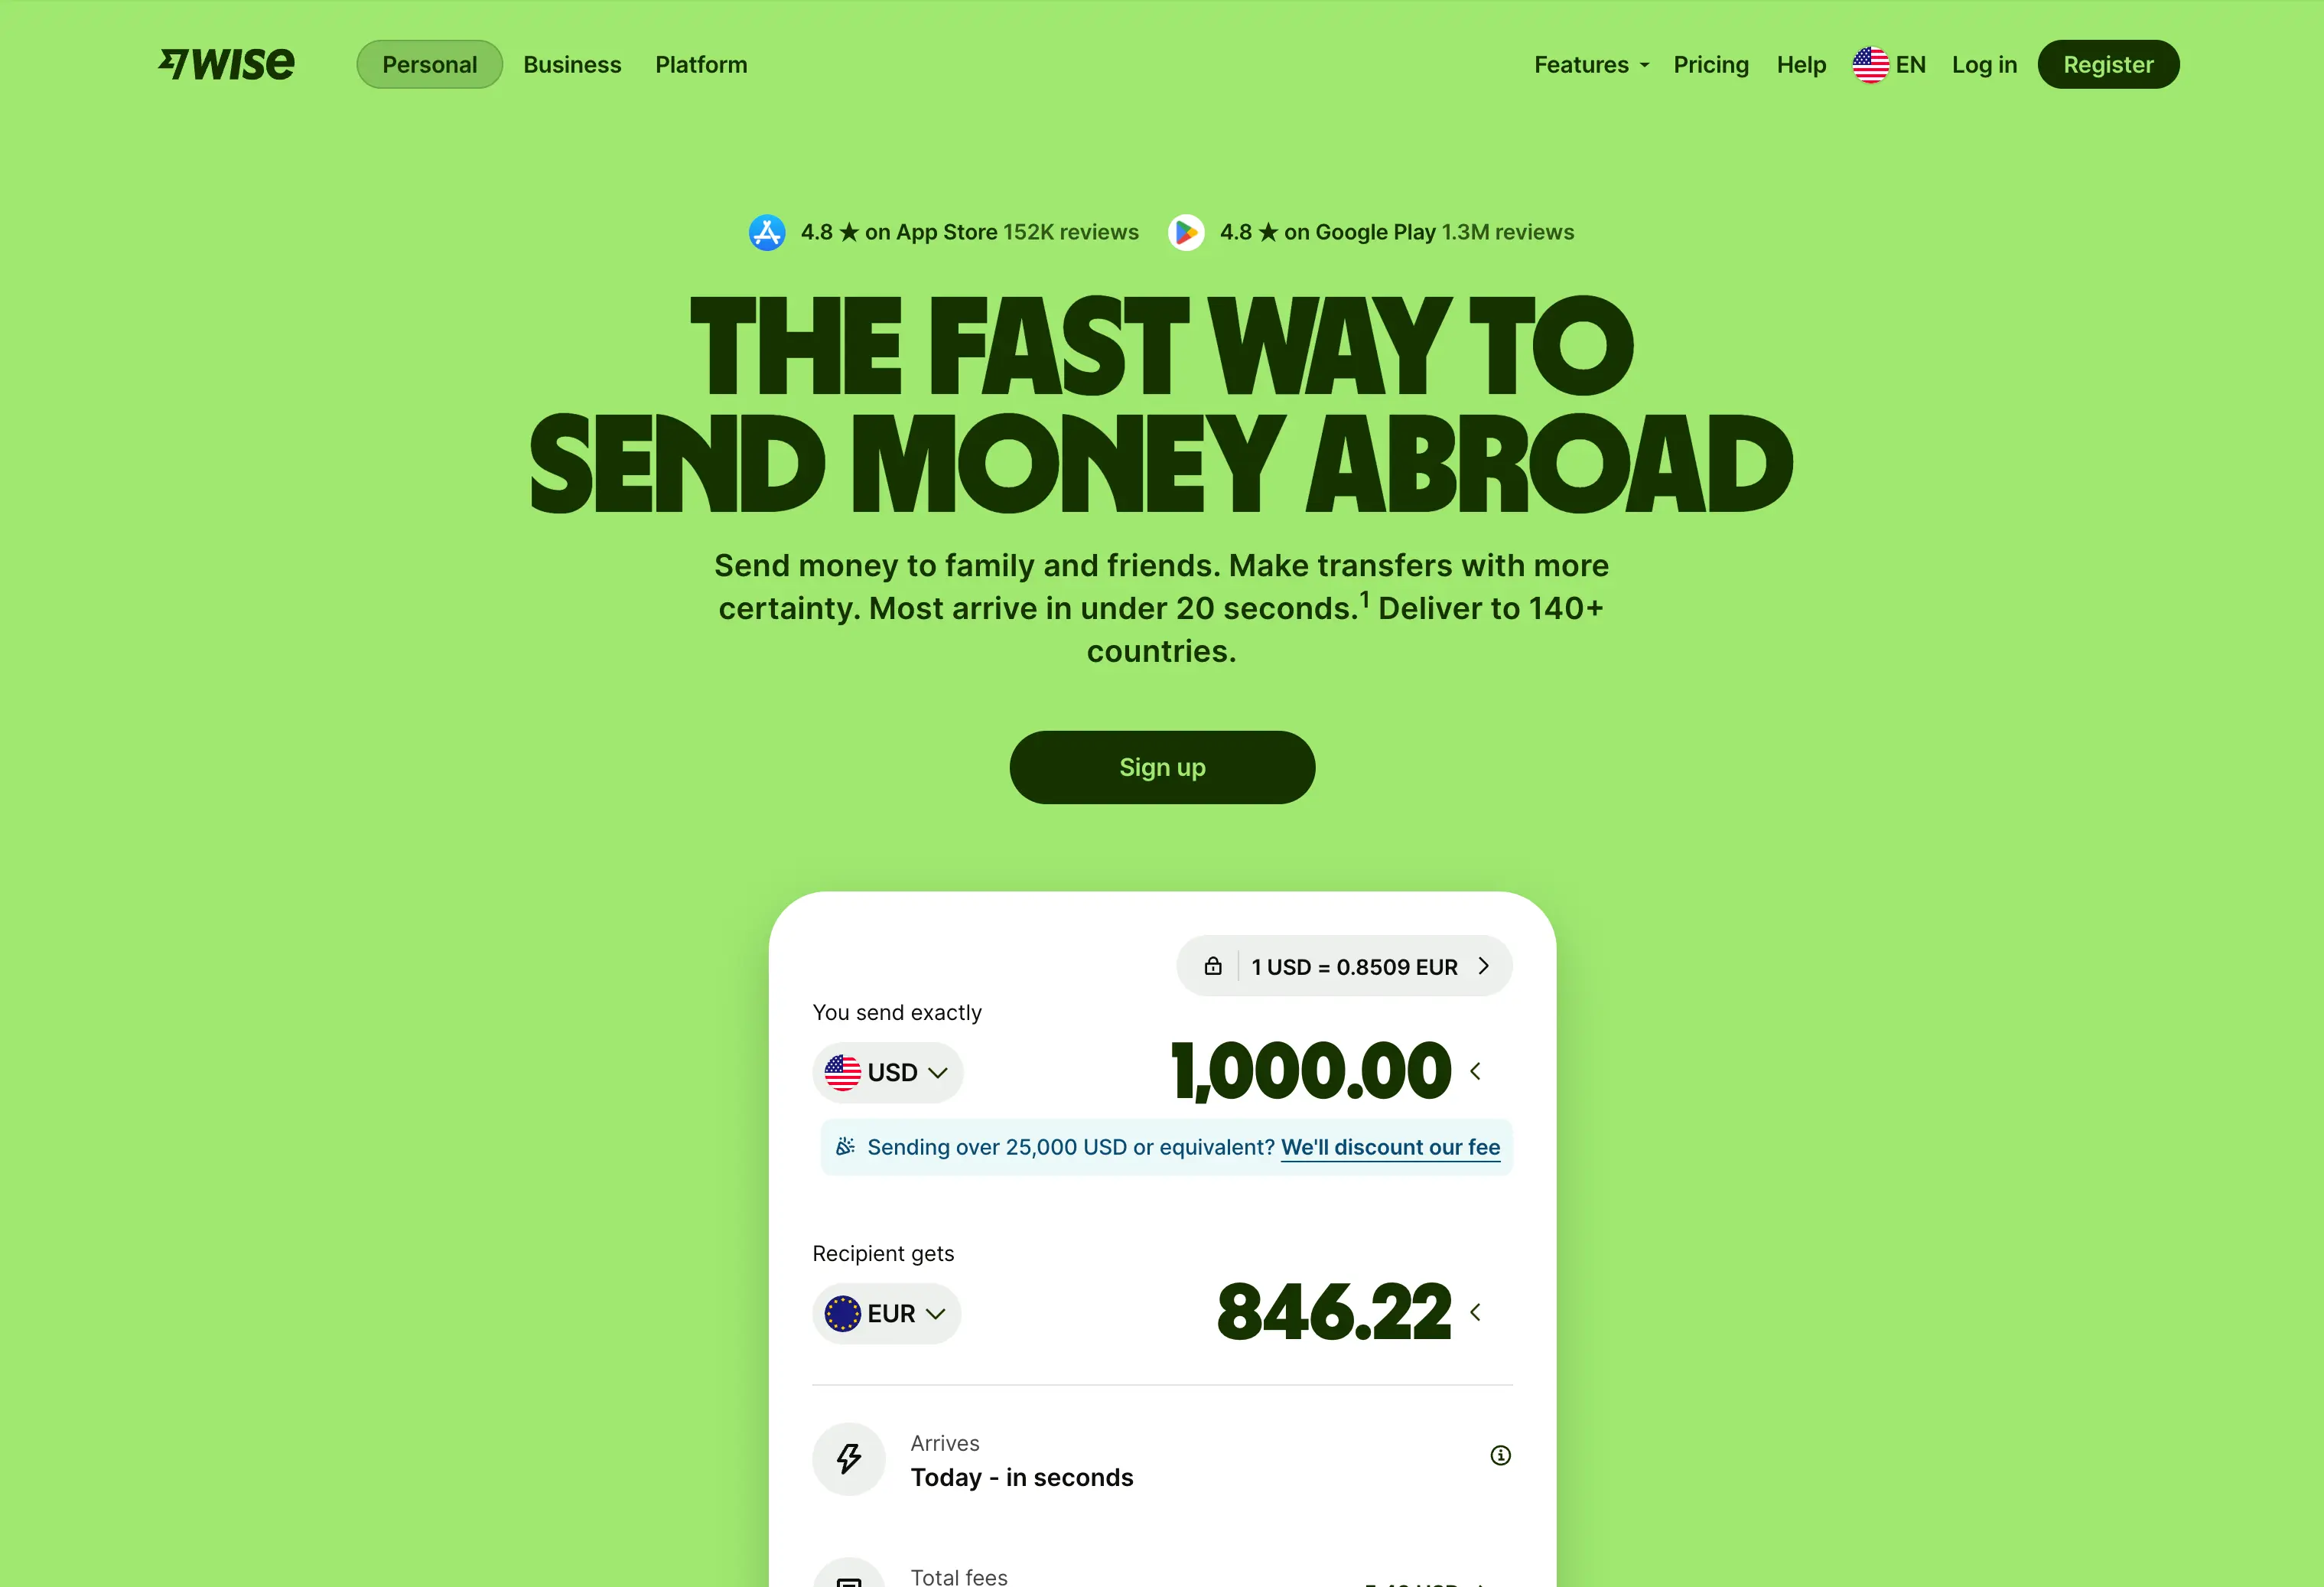 WISE
Personal
Business
Platform
Features
Pricing
Help
EN
Log in
Register
4.8 ★ on App Store 152K reviews
4.8 ★ on Google Play 1.3M reviews
THE FAST WAY TO
SEND MONEY ABROAD
Send money to family and friends. Make transfers with more
certainty. Most arrive in under 20 seconds.¹ Deliver to 140+
countries.
Sign up
1 USD = 0.8509 EUR
You send exactly
USD
1,000.00
Sending over 25,000 USD or equivalent? We'll discount our fee
Recipient gets
EUR
846.22
Arrives
Today - in seconds
Total fees